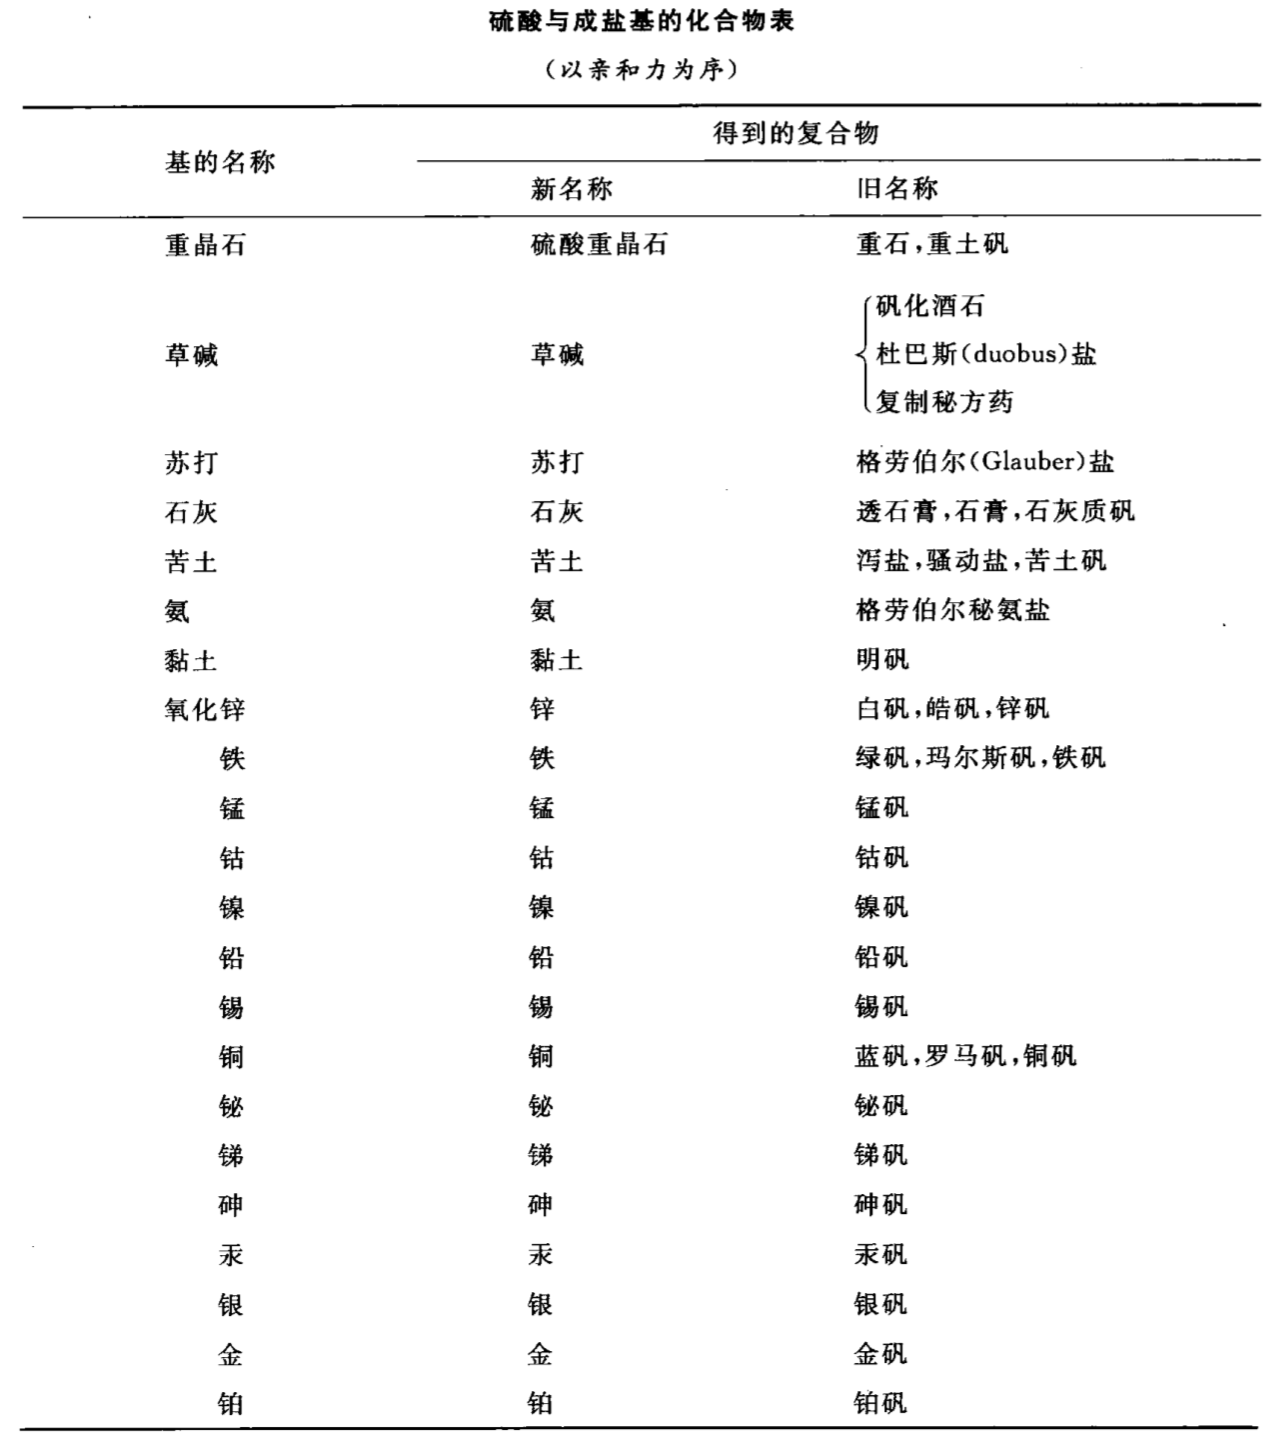 硫酸与成盐基的化合物表
(以亲和力为序)
得到的复合物
基的名称
新名称 旧名称
重晶石 硫酸重晶石 重石,重土矾
矾化酒石
草碱 草碱 杜巴斯(duobus)盐
复制秘方药
苏打 苏打 格劳伯尔(Glauber)盐
石灰 石灰 透石膏,石膏,石灰质矾
苦土 苦土 泻盐,骚动盐,苦土矾
氨 氨 格劳伯尔秘氨盐
黏土 黏土 明矾
氧化锌 锌 白矾,皓矾,锌矾
铁 铁 绿矾,玛尔斯矾,铁矾
锰 锰 锰矾
钴 钴 钴矾
镍 镍 镍矾
铅 铅 铅矾
锡 锡 锡矾
铜 铜 蓝矾,罗马矾,铜矾
铋 铋 铋矾
锑 锑 锑矾
砷 砷 砷矾
汞 汞 汞矾
银 银 银矾
金 金 金矾
铂 铂 铂矾